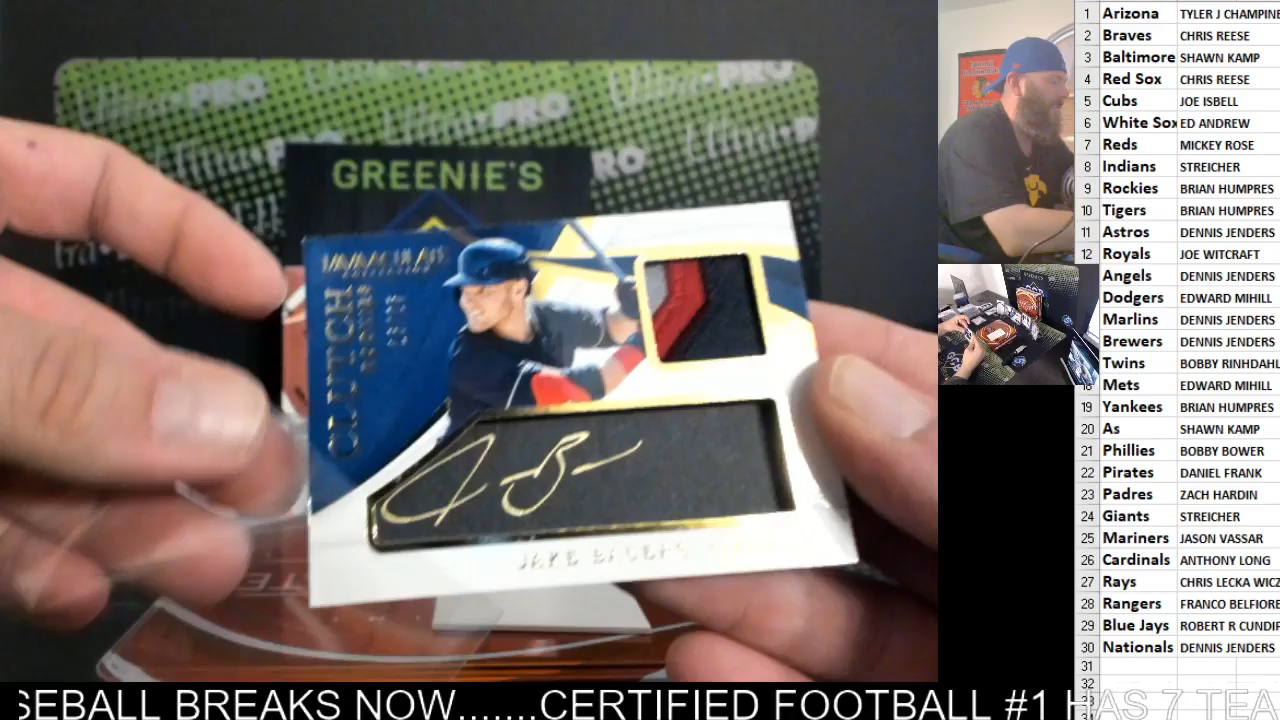 GREENIE'S
PRO
PRO
PRO
IMMACULATE
COLLECTION
CLUTCH
ROOKIES
JAKE BAUERS
1 Arizona TYLER J CHAMPINE
2 Braves CHRIS REESE
3 Baltimore SHAWN KAMP
4 Red Sox CHRIS REESE
5 Cubs JOE ISBELL
6 White Sox ED ANDREW
7 Reds MICKEY ROSE
8 Indians STREICHER
9 Rockies BRIAN HUMPRES
10 Tigers BRIAN HUMPRES
11 Astros DENNIS JENDERS
12 Royals JOE WITCRAFT
Angels DENNIS JENDERS
Dodgers EDWARD MIHILL
Marlins DENNIS JENDERS
Brewers DENNIS JENDERS
Twins BOBBY RINHDAHL
18 Mets EDWARD MIHILL
19 Yankees BRIAN HUMPRES
20 As SHAWN KAMP
21 Phillies BOBBY BOWER
22 Pirates DANIEL FRANK
23 Padres ZACH HARDIN
24 Giants STREICHER
25 Mariners JASON VASSAR
26 Cardinals ANTHONY LONG
27 Rays CHRIS LECKA WICZ
28 Rangers FRANCO BELFIORE
29 Blue Jays ROBERT R CUNDIF
30 Nationals DENNIS JENDERS
31
32
SEBALL BREAKS NOW.......CERTIFIED FOOTBALL #1 HAS 7 TEA